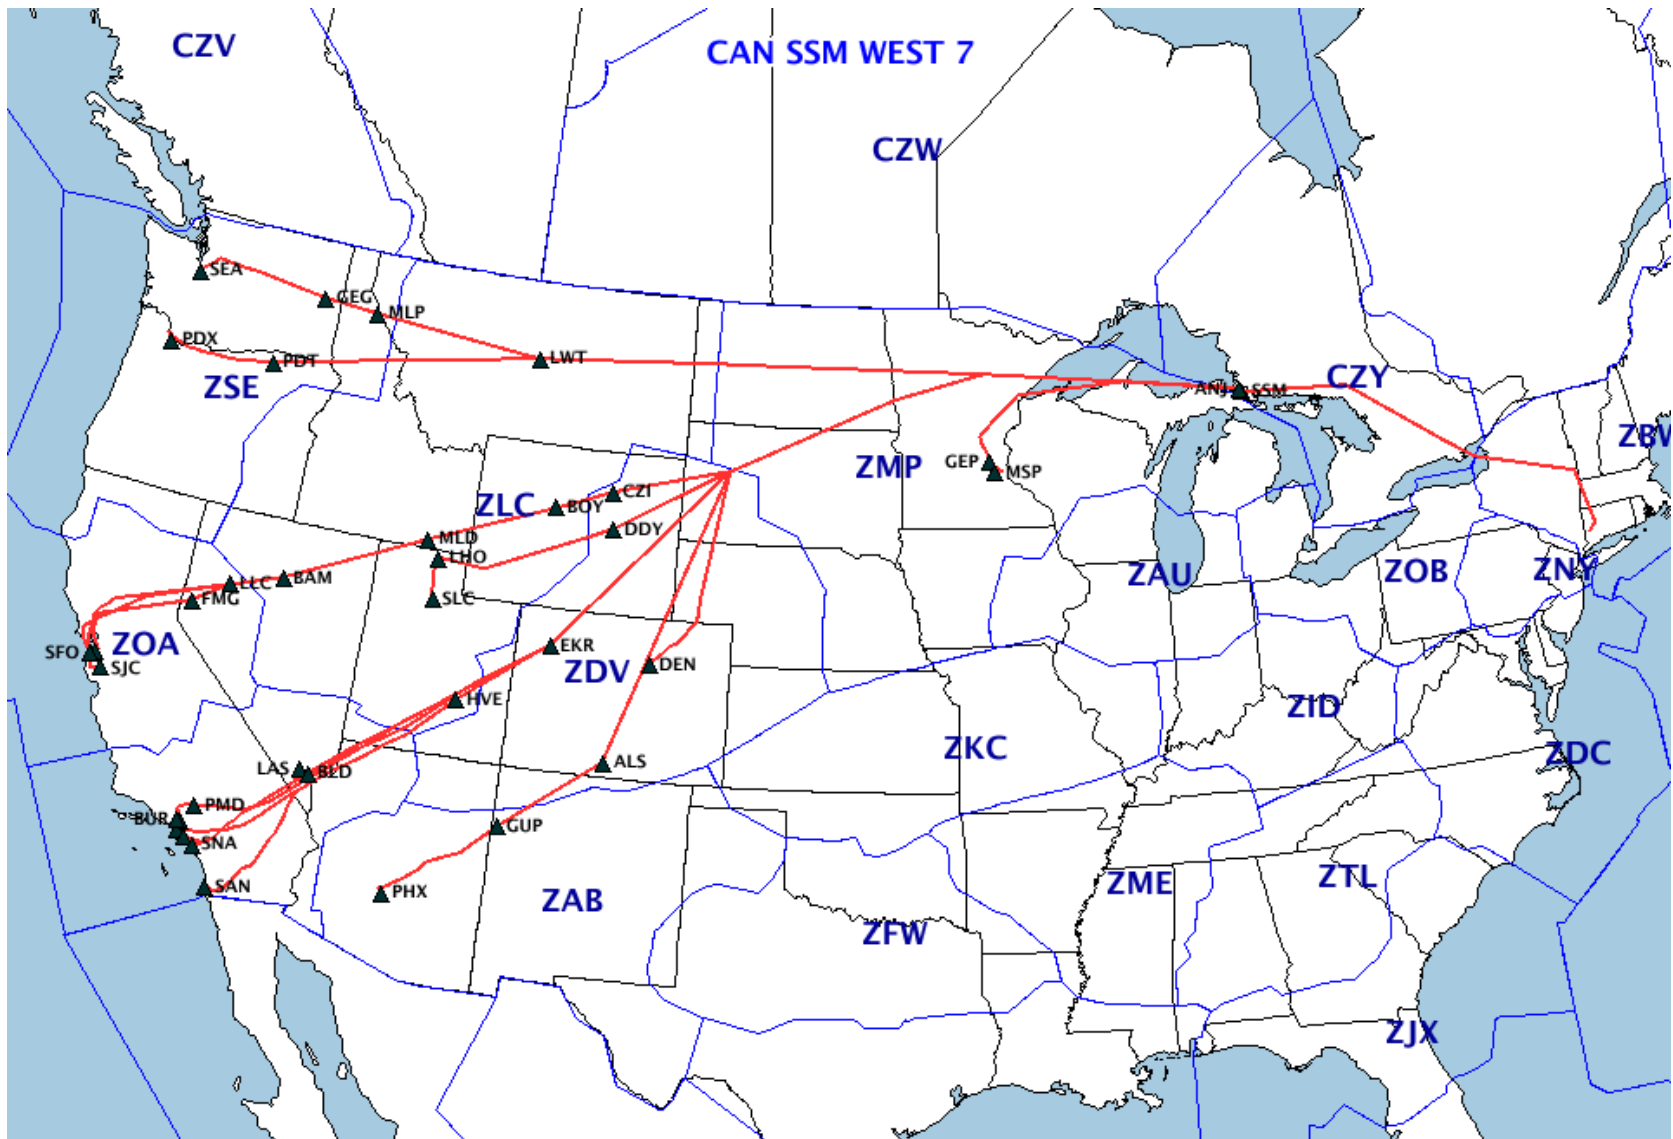 CZV
CAN SSM WEST 7
CZW
SEA
GEG
MLP
PDX
PDT
LWT
ZSE
CZY
ANJ
SSM
ZBW
GEP
MSP
ZMP
ZLC
CZI
BOY
DDY
MLD
LHO
BAM
LLC
FMG
SLC
ZAU
ZOB
ZNY
SFO
ZOA
SJC
EKR
ZDV
DEN
HVE
ZID
ZKC
ZDC
LAS
BLD
ALS
PMD
BUR
SNA
GUP
SAN
PHX
ZAB
ZME
ZTL
ZFW
ZJX